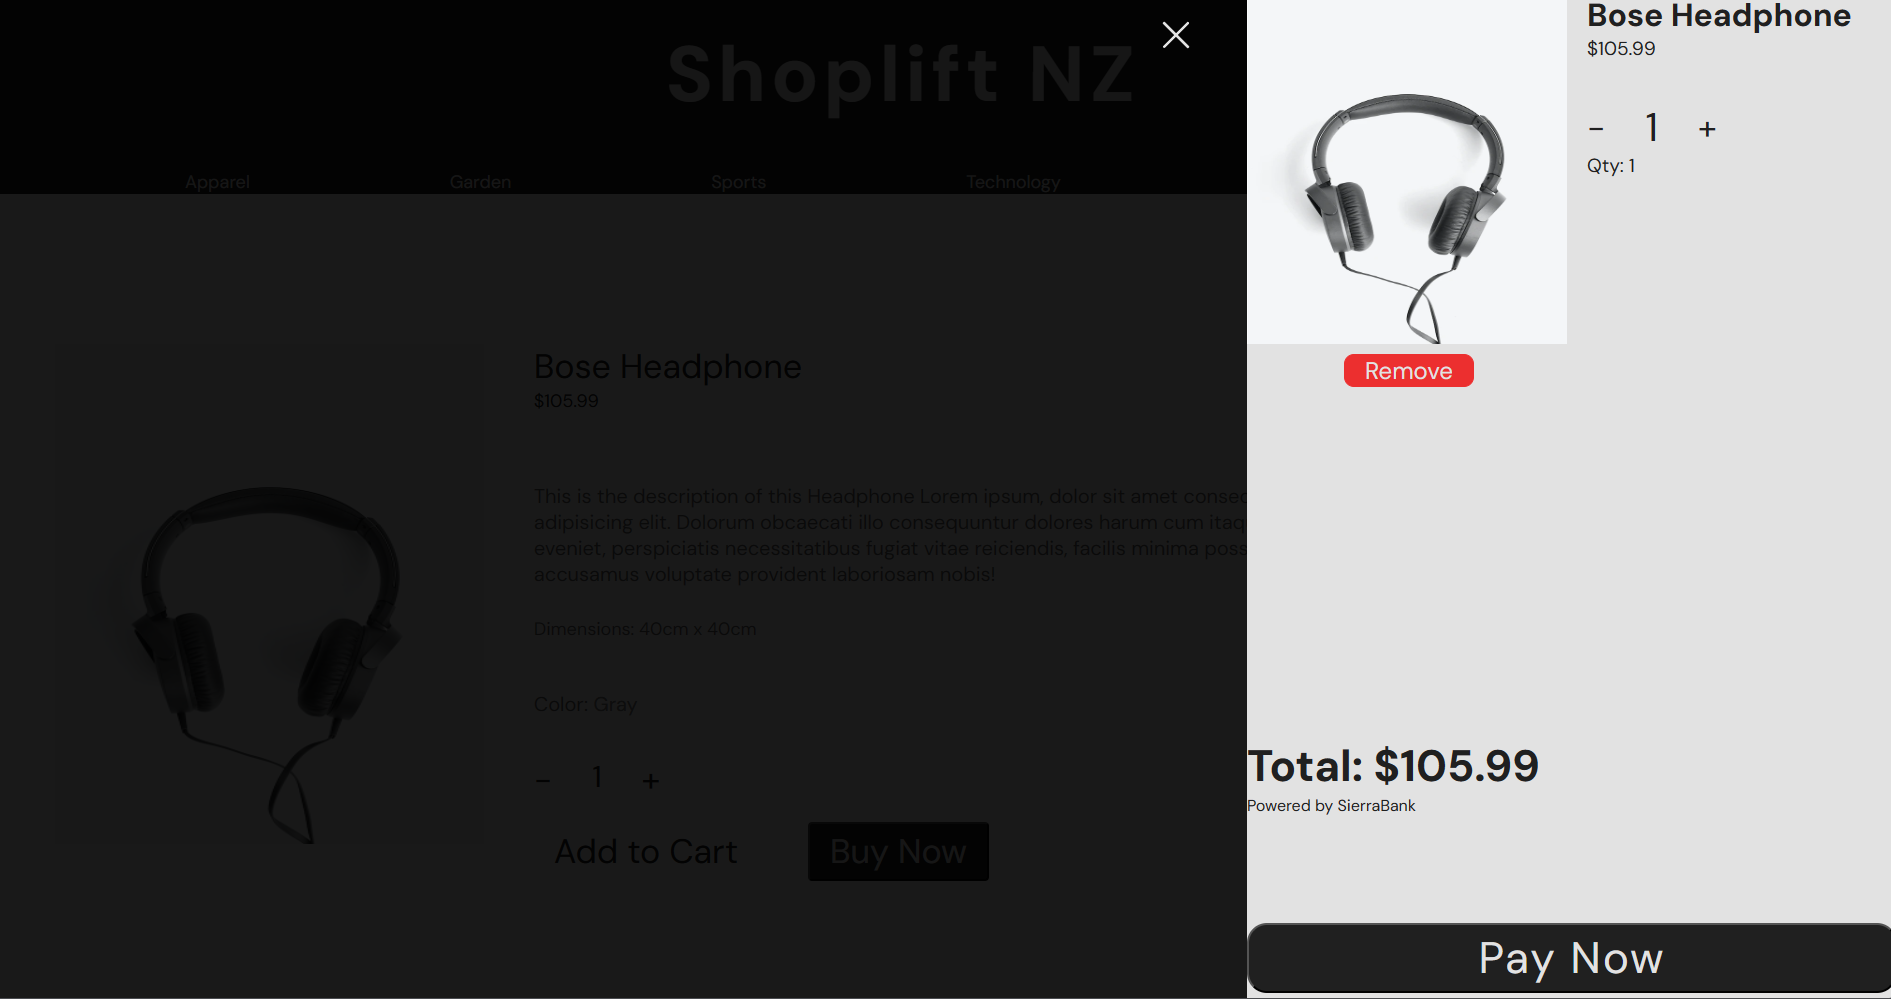 Shoplift NZ
Apparel
Garden
Sports
Technology
Bose Headphone
$105.99
This is the description of this Headphone Lorem ipsum, dolor sit amet consec
adipisicing elit. Dolorum obcaecati illo consequuntur dolores harum cum itaq
eveniet, perspiciatis necessitatibus fugiat vitae reiciendis, facilis minima poss
accusamus voluptate provident laboriosam nobis!
Dimensions: 40cm x 40cm
Color: Gray
- 1 +
Add to Cart
Buy Now
Bose Headphone
$105.99
- 1 +
Qty: 1
Remove
Total: $105.99
Powered by SierraBank
Pay Now